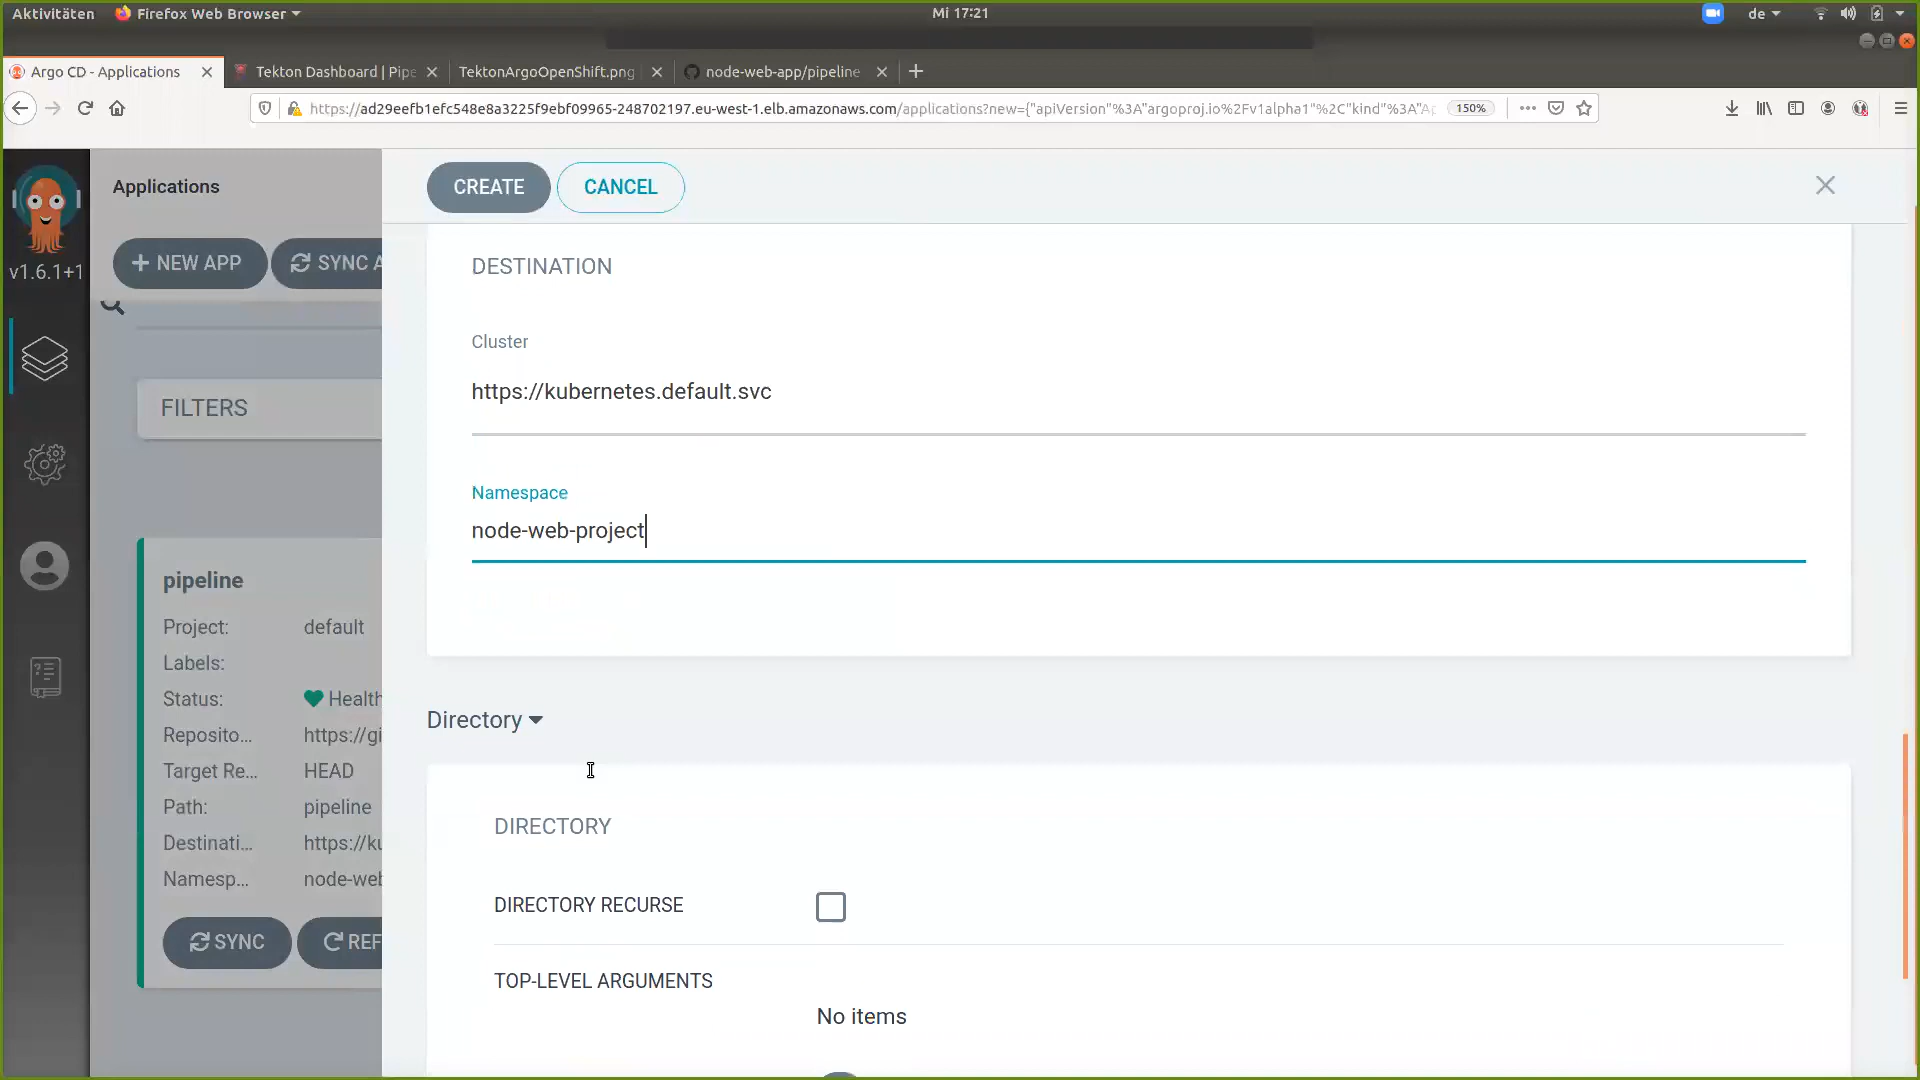 Aktivitäten
Firefox Web Browser
Mi 17:21
de
Argo CD - Applications
Tekton Dashboard | Pipe
TektonArgoOpenShift.png
node-web-app/pipeline
https://ad29eefb1efc548e8a3225f9ebf09965-248702197.eu-west-1.elb.amazonaws.com/applications?new={"apiVersion"%3A"argoproj.io%2Fv1alpha1"%2C"kind"%3A"Ap
150%
v1.6.1+1
Applications
NEW APP
SYNC A
FILTERS
pipeline
Project: default
Labels:
Status: Health
Reposito... https://gi
Target Re... HEAD
Path: pipeline
Destinati... https://ku
Namesp... node-web
SYNC
REF
CREATE
CANCEL
DESTINATION
Cluster
https://kubernetes.default.svc
Namespace
node-web-project
Directory
DIRECTORY
DIRECTORY RECURSE
TOP-LEVEL ARGUMENTS
No items